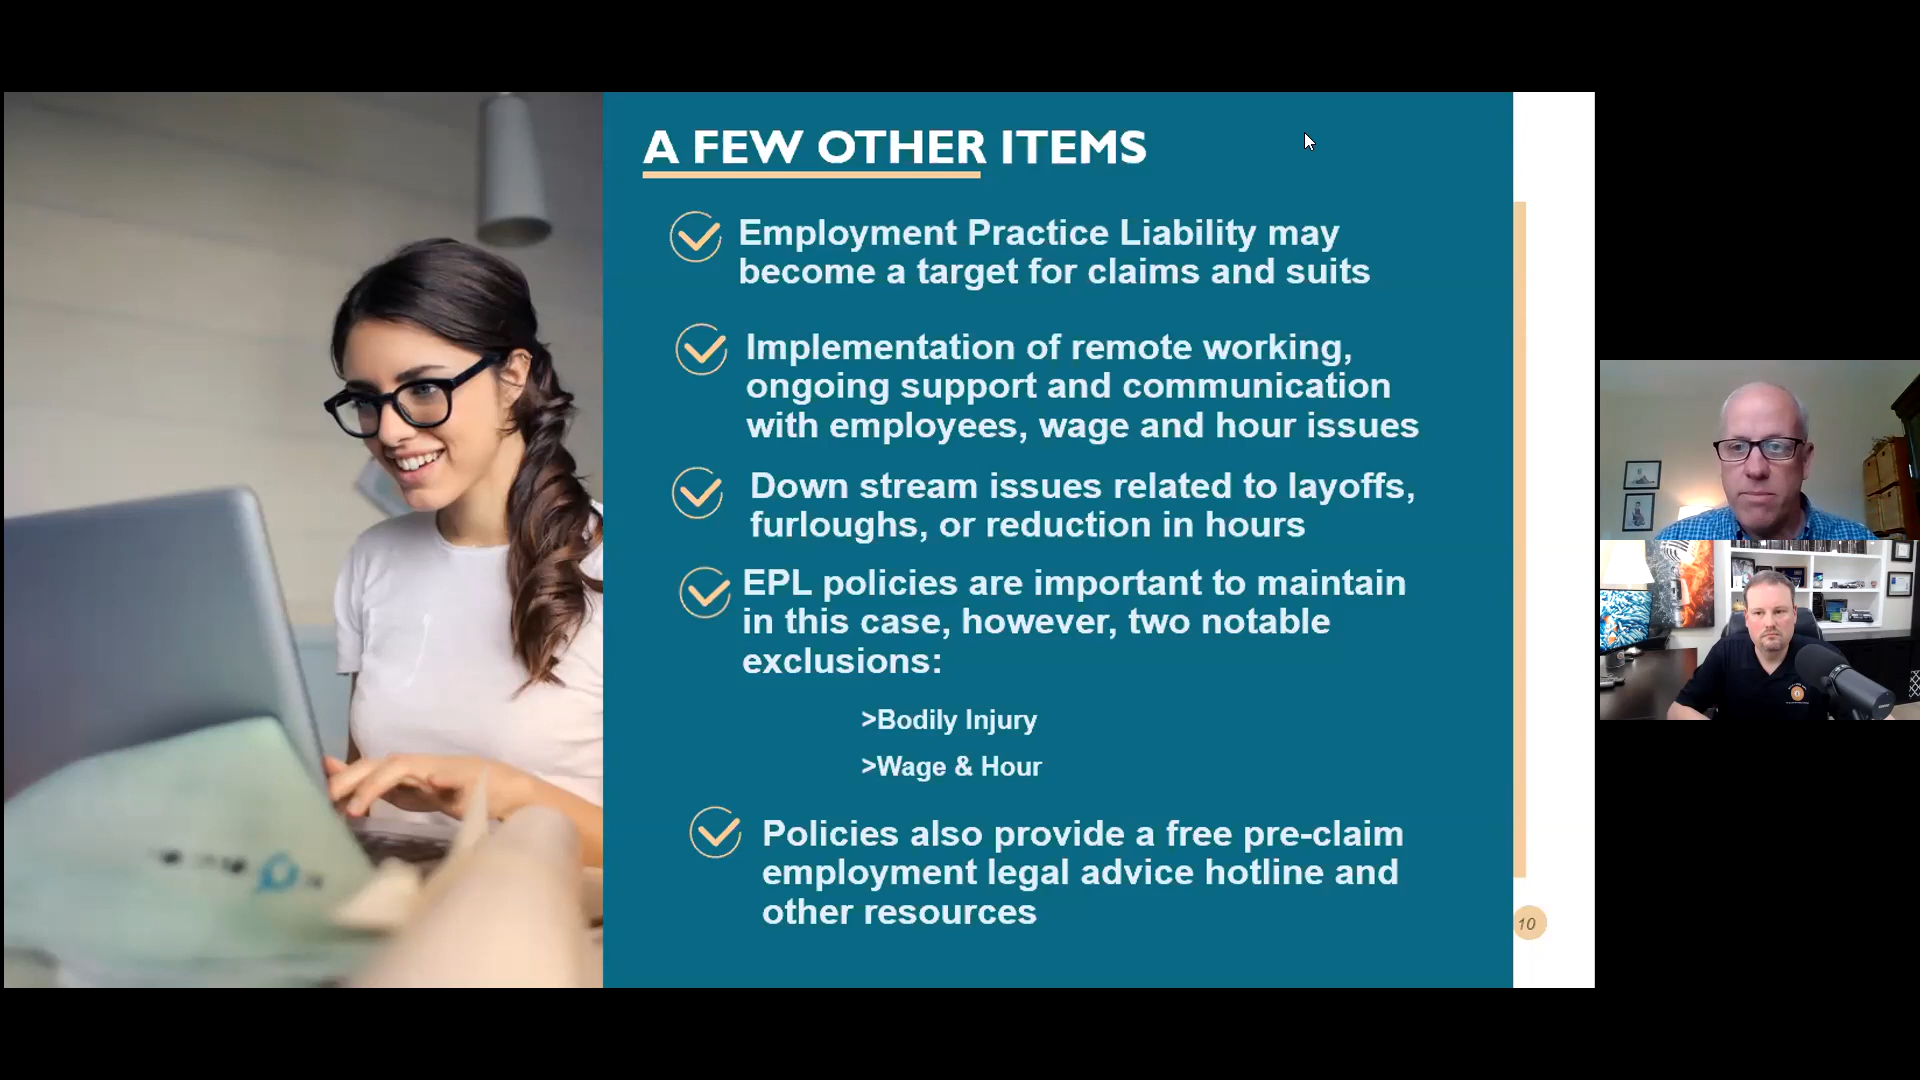 A FEW OTHER ITEMS
Employment Practice Liability may
become a target for claims and suits
Implementation of remote working,
ongoing support and communication
with employees, wage and hour issues
Down stream issues related to layoffs,
furloughs, or reduction in hours
EPL policies are important to maintain
in this case, however, two notable
exclusions:
>Bodily Injury
>Wage & Hour
Policies also provide a free pre-claim
employment legal advice hotline and
other resources
10